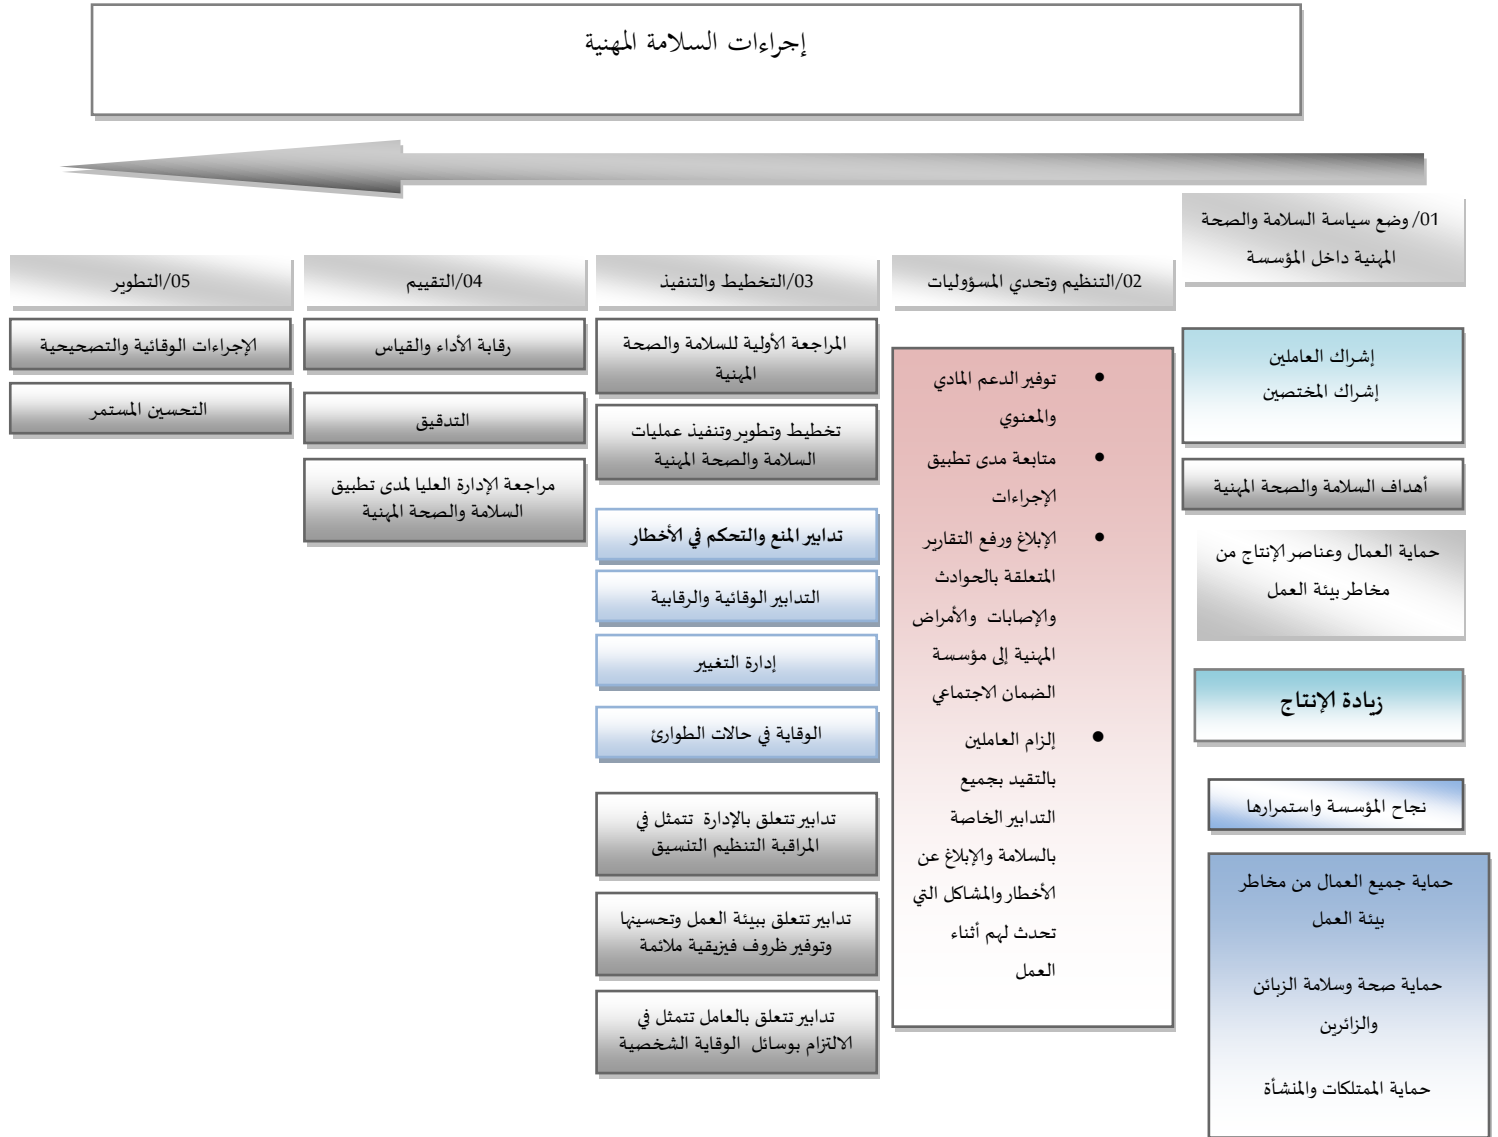 إجراءات السلامة المهنية
01/ وضع سياسة السلامة والصحة
المهنية داخل المؤسسة
إشراك العاملين
إشراك المختصين
أهداف السلامة والصحة المهنية
حماية العمال وعناصر الإنتاج من
مخاطر بيئة العمل
زيادة الإنتاج
نجاح المؤسسة واستمرارها
حماية جميع العمال من مخاطر
بيئة العمل
حماية صحة وسلامة الزبائن
والزائرين
حماية الممتلكات والمنشأة
02/التنظيم وتحدي المسؤوليات
• توفير الدعم المادي
والمعنوي
• متابعة مدى تطبيق
الإجراءات
• الإبلاغ ورفع التقارير
المتعلقة بالحوادث
والإصابات والأمراض
المهنية إلى مؤسسة
الضمان الاجتماعي
• إلزام العاملين
بالتقيد بجميع
التدابير الخاصة
بالسلامة والإبلاغ عن
الأخطار والمشاكل التي
تحدث لهم أثناء
العمل
03/التخطيط والتنفيذ
المراجعة الأولية للسلامة والصحة
المهنية
تخطيط وتطوير وتنفيذ عمليات
السلامة والصحة المهنية
تدابير المنع والتحكم في الأخطار
التدابير الوقائية والرقابية
إدارة التغيير
الوقاية في حالات الطوارئ
تدابير تتعلق بالإدارة تتمثل في
المراقبة التنظيم التنسيق
تدابير تتعلق ببيئة العمل وتحسينها
وتوفير ظروف فيزيقية ملائمة
تدابير تتعلق بالعامل تتمثل في
الالتزام بوسائل الوقاية الشخصية
04/التقييم
رقابة الأداء والقياس
التدقيق
مراجعة الإدارة العليا لمدى تطبيق
السلامة والصحة المهنية
05/التطوير
الإجراءات الوقائية والتصحيحية
التحسين المستمر